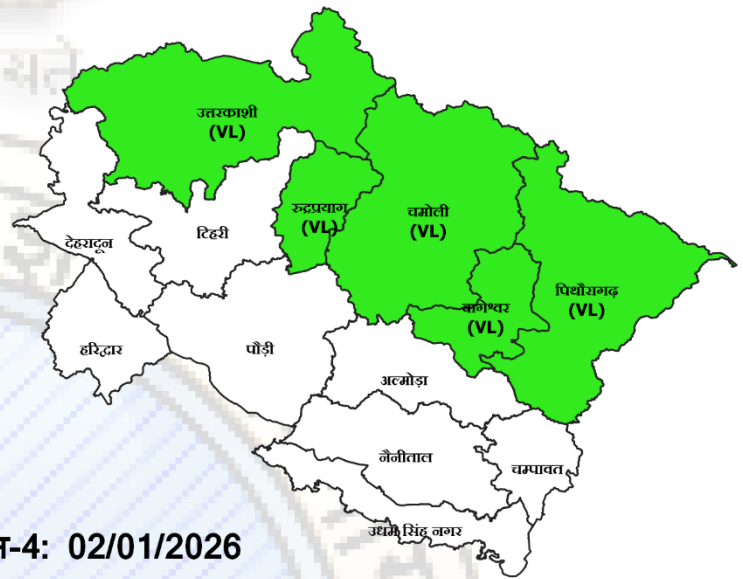 उत्तरकाशी
(VL)
रुद्रप्रयाग
(VL)
चमोली
(VL)
देहरादून
टिहरी
बागेश्वर
(VL)
पिथौरागढ़
(VL)
हरिद्वार
पौड़ी
अल्मोड़ा
नैनीताल
चम्पावत
उधम सिंह नगर
-4: 02/01/2026